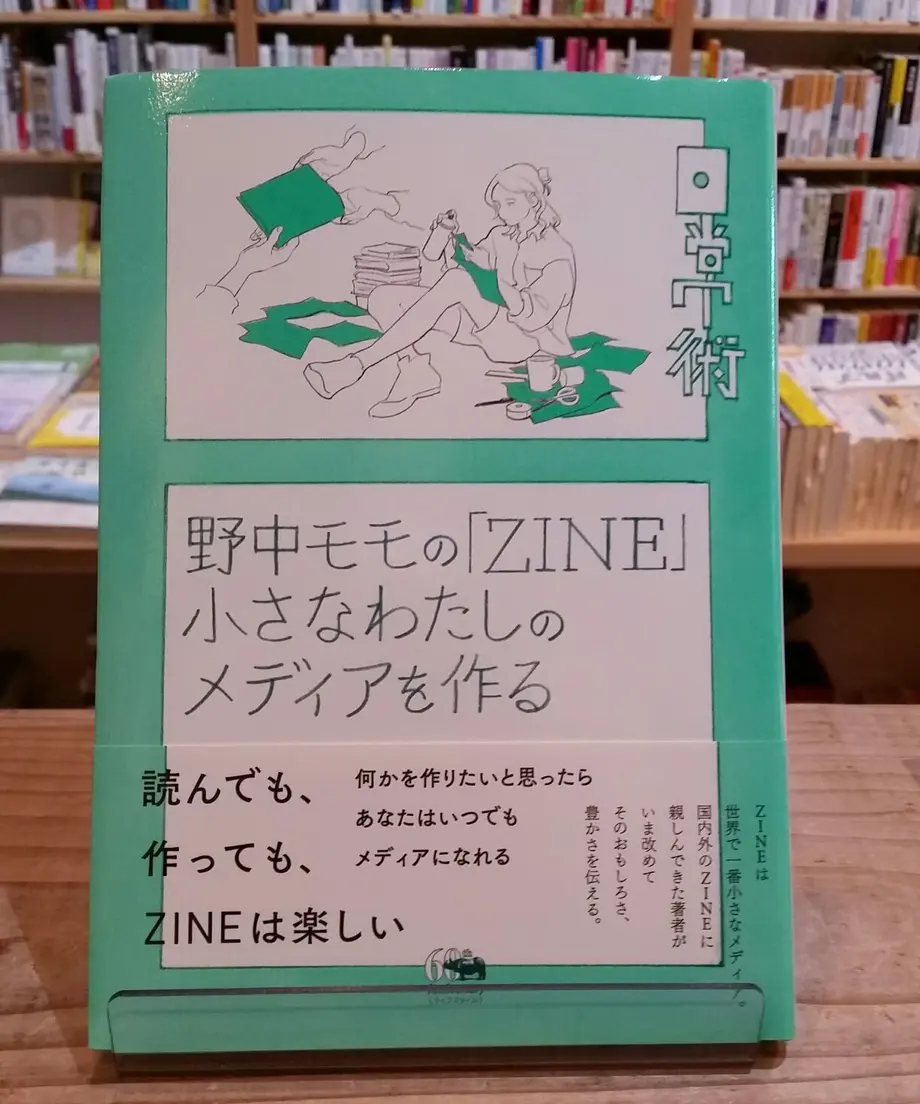 日常術
野中モモの「ZINE」
小さなわたしの
メディアを作る
読んでも、
作っても、
ZINEは楽しい
何かを作りたいと思ったら
あなたはいつでも
メディアになれる
ZINEは
世界で一番小さなメディア。
国内外のZINEに
親しんできた著者が
いま改めて
そのおもしろさ、
豊かさを伝える。
60th